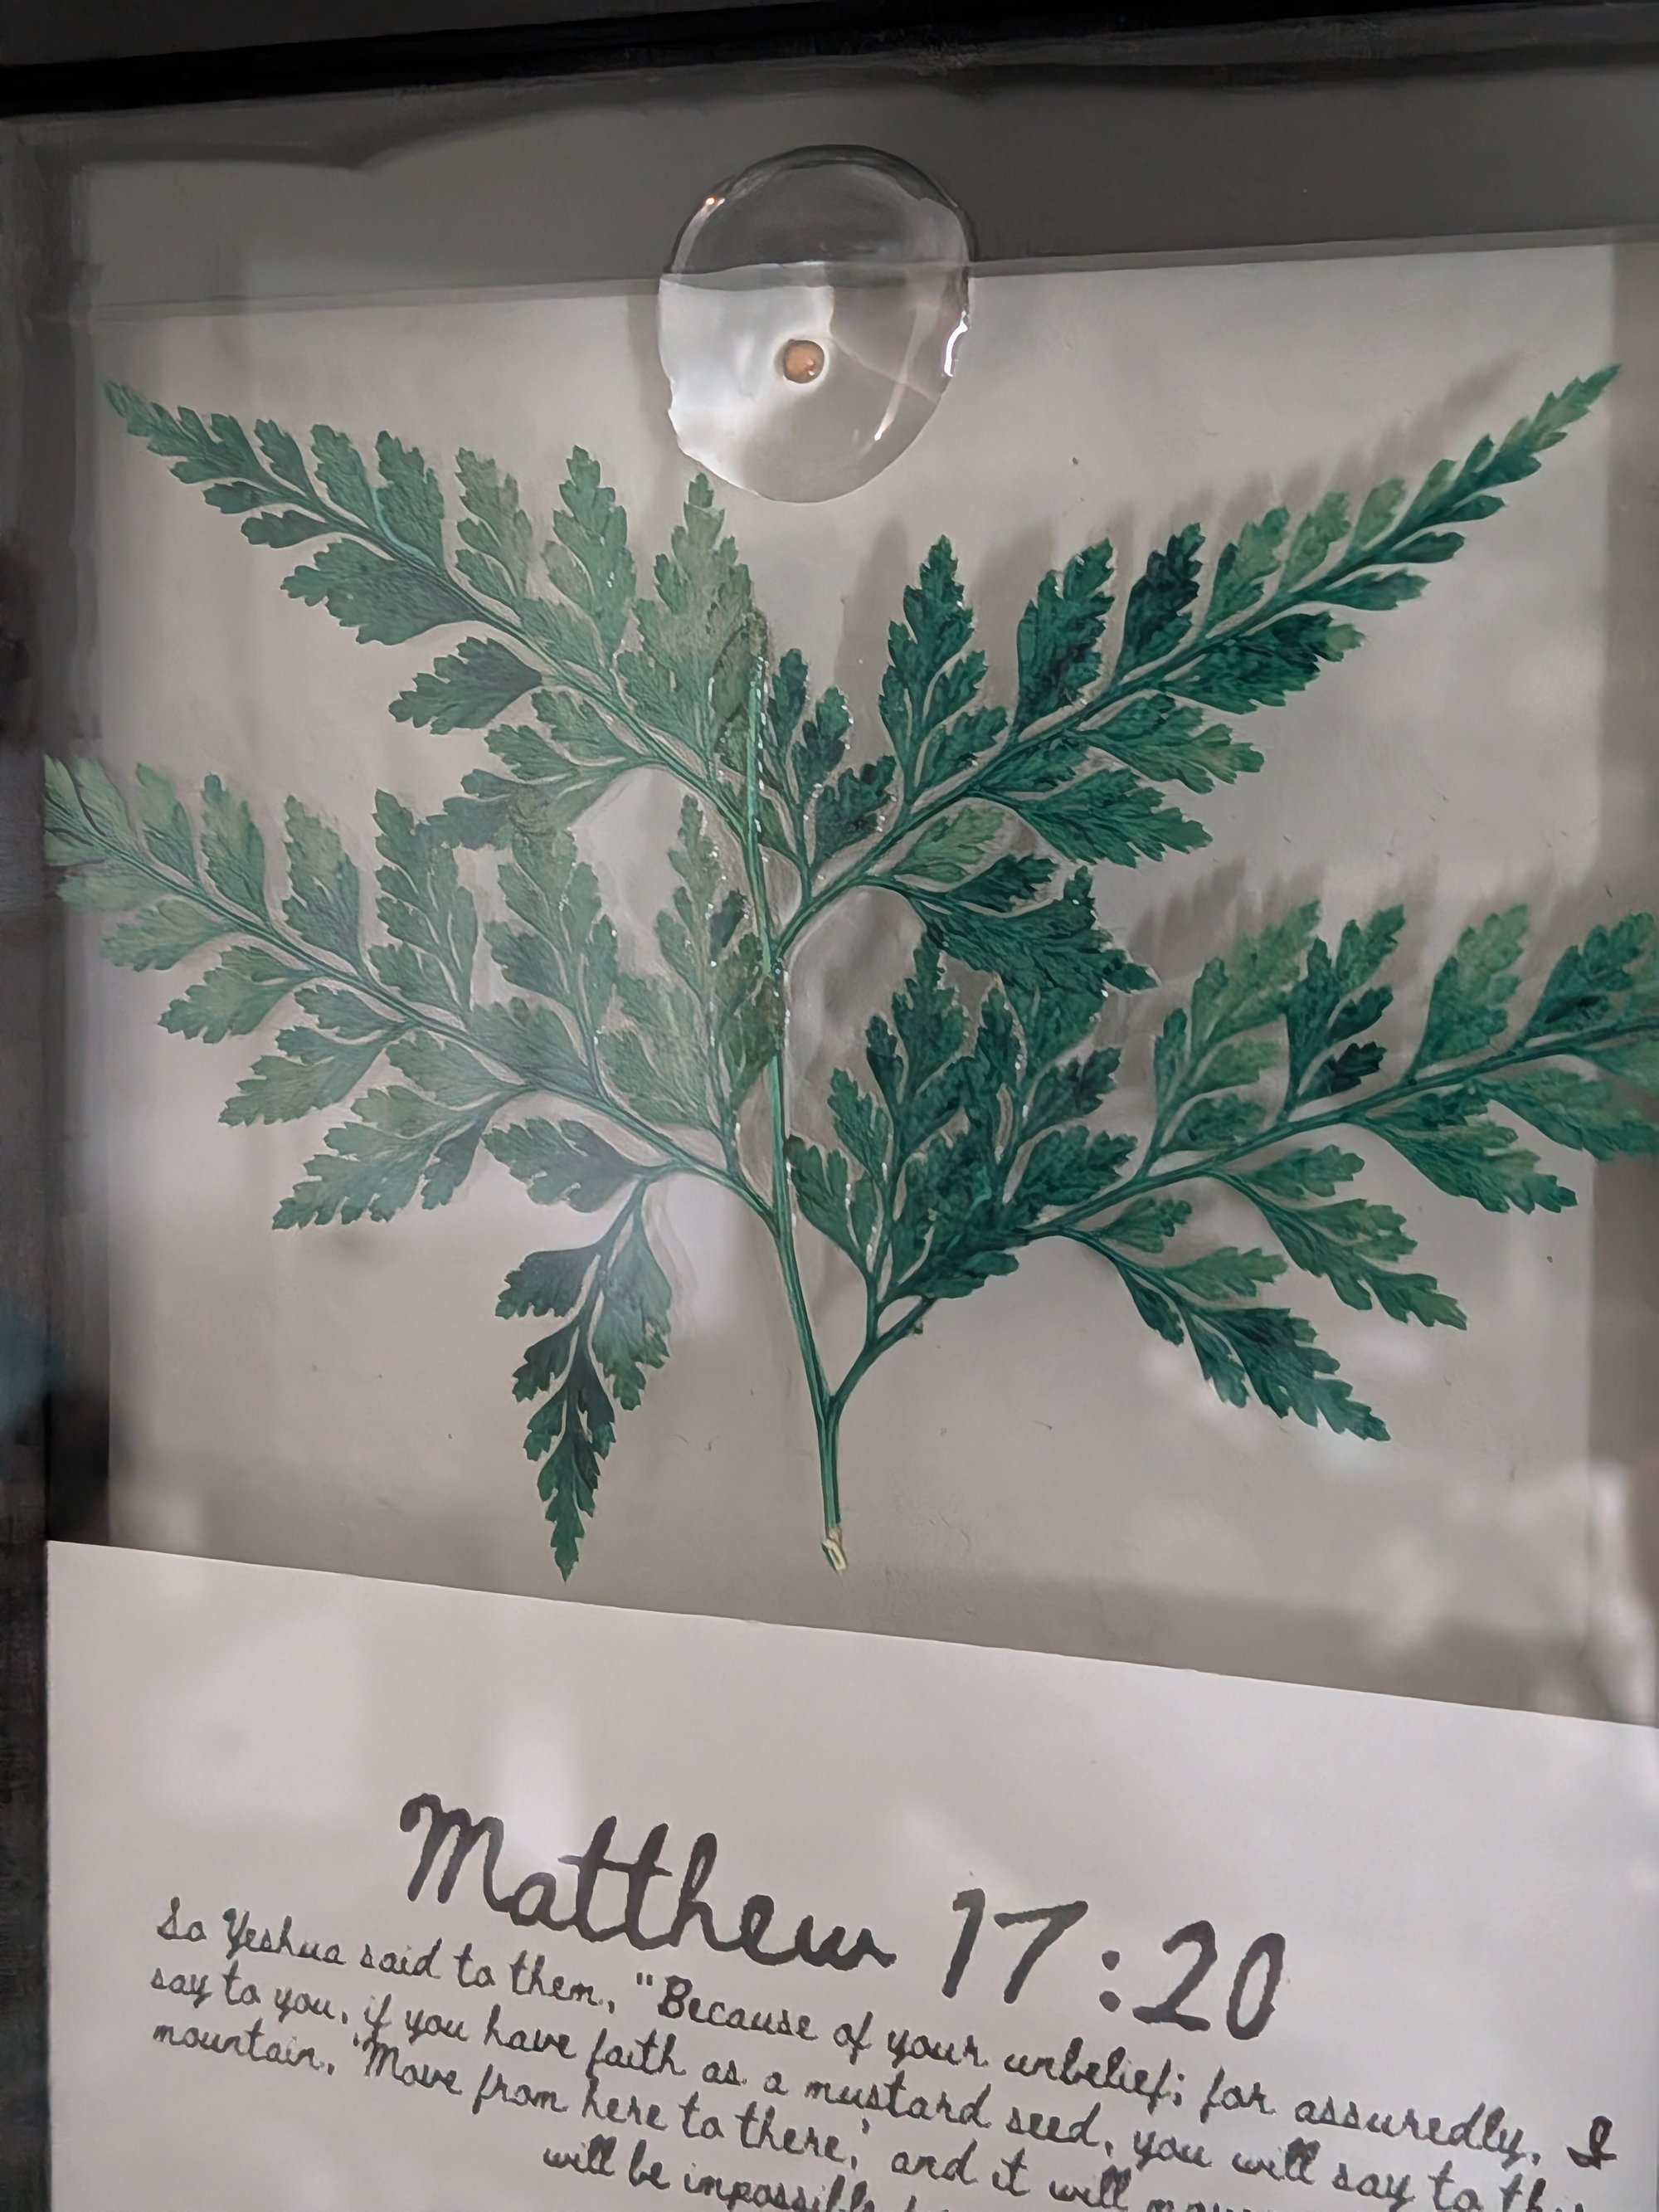 Matthew 17:20
So Yeshua said to them, "Because of your unbelief; for assuredly, I
say to you, if you have faith as a mustard seed, you will say to this
mountain, 'Move from here to there,' and it will
will be impossible